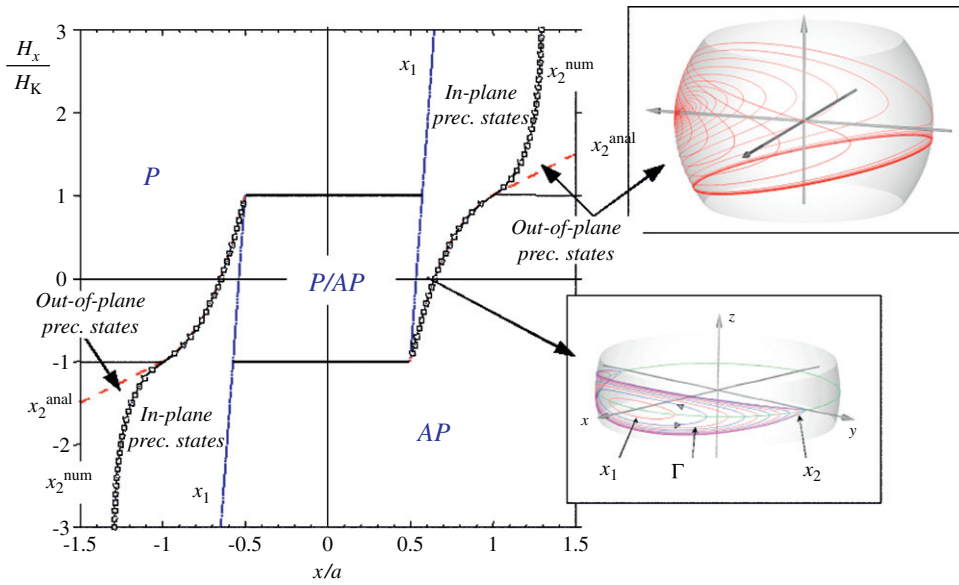 H_x
H_K
3
2
1
0
-1
-2
-3
-1.5
-1
-0.5
0
0.5
1
1.5
x/a
P
x_1
In-plane
prec. states
x_2^num
x_2^anal
Out-of-plane
prec. states
P/AP
Out-of-plane
prec. states
x_2^anal
In-plane
prec. states
x_2^num
x_1
AP
z
x
y
x_1
Γ
x_2